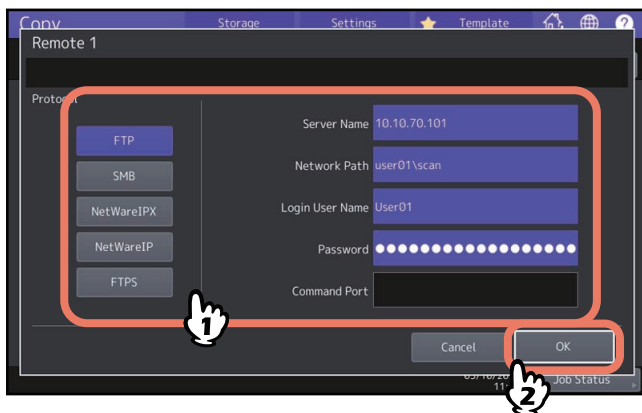 Copy Storage Settings Template ?
Remote 1
Protocol
FTP
SMB
NetWareIPX
NetWareIP
FTPS
Server Name 10.10.70.101
Network Path user01\scan
Login User Name User01
Password ●●●●●●●●●●●●●●●●●●
Command Port
1
Cancel OK
Job Status
11:
2